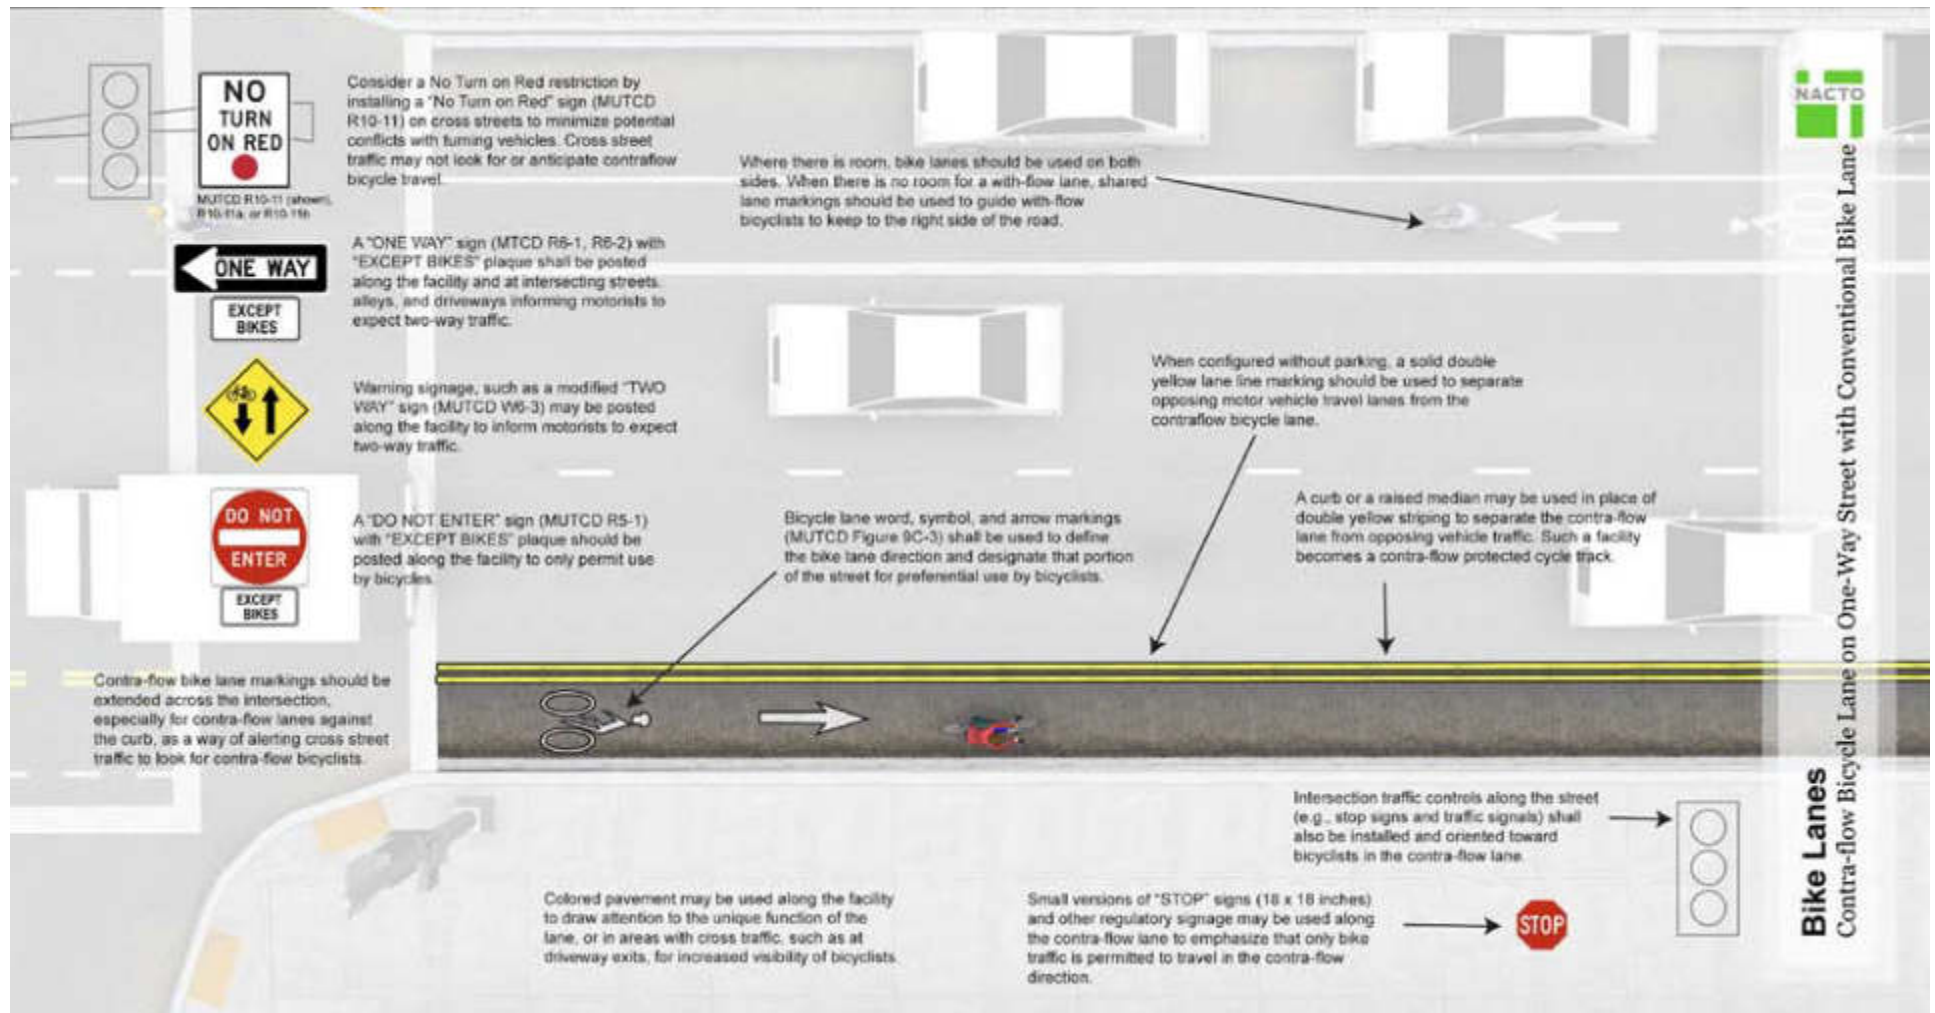 NO
TURN
ON RED
MUTCD R10-11 (shown),
R10-11a, or R10-11b
Consider a No Turn on Red restriction by
installing a "No Turn on Red" sign (MUTCD
R10-11) on cross streets to minimize potential
conflicts with turning vehicles. Cross street
traffic may not look for or anticipate contraflow
bicycle travel.
ONE WAY
EXCEPT
BIKES
A "ONE WAY" sign (MTCD R6-1, R6-2) with
"EXCEPT BIKES" plaque shall be posted
along the facility and at intersecting streets,
alleys, and driveways informing motorists to
expect two-way traffic.
Warning signage, such as a modified "TWO
WAY" sign (MUTCD W6-3) may be posted
along the facility to inform motorists to expect
two-way traffic.
DO NOT
ENTER
EXCEPT
BIKES
A "DO NOT ENTER" sign (MUTCD R5-1)
with "EXCEPT BIKES" plaque should be
posted along the facility to only permit use
by bicycles.
Contra-flow bike lane markings should be
extended across the intersection,
especially for contra-flow lanes against
the curb, as a way of alerting cross street
traffic to look for contra-flow bicyclists.
Where there is room, bike lanes should be used on both
sides. When there is no room for a with-flow lane, shared
lane markings should be used to guide with-flow
bicyclists to keep to the right side of the road.
When configured without parking, a solid double
yellow lane line marking should be used to separate
opposing motor vehicle travel lanes from the
contraflow bicycle lane.
Bicycle lane word, symbol, and arrow markings
(MUTCD Figure 9C-3) shall be used to define
the bike lane direction and designate that portion
of the street for preferential use by bicyclists.
A curb or a raised median may be used in place of
double yellow striping to separate the contra-flow
lane from opposing vehicle traffic. Such a facility
becomes a contra-flow protected cycle track.
Intersection traffic controls along the street
(e.g., stop signs and traffic signals) shall
also be installed and oriented toward
bicyclists in the contra-flow lane.
Colored pavement may be used along the facility
to draw attention to the unique function of the
lane, or in areas with cross traffic, such as at
driveway exits, for increased visibility of bicyclists.
Small versions of "STOP" signs (18 x 18 inches)
and other regulatory signage may be used along
the contra-flow lane to emphasize that only bike
traffic is permitted to travel in the contra-flow
direction.
STOP
NACTO
Bike Lanes
Contra-flow Bicycle Lane on One-Way Street with Conventional Bike Lane